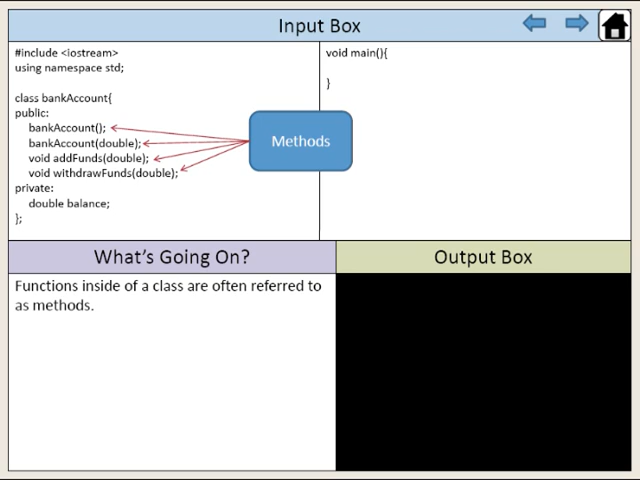 Input Box
#include <iostream>
using namespace std;
class bankAccount{
public:
bankAccount();
bankAccount(double);
void addFunds(double);
void withdrawFunds(double);
private:
double balance;
};
void main(){
}
Methods
What's Going On?
Functions inside of a class are often referred to
as methods.
Output Box